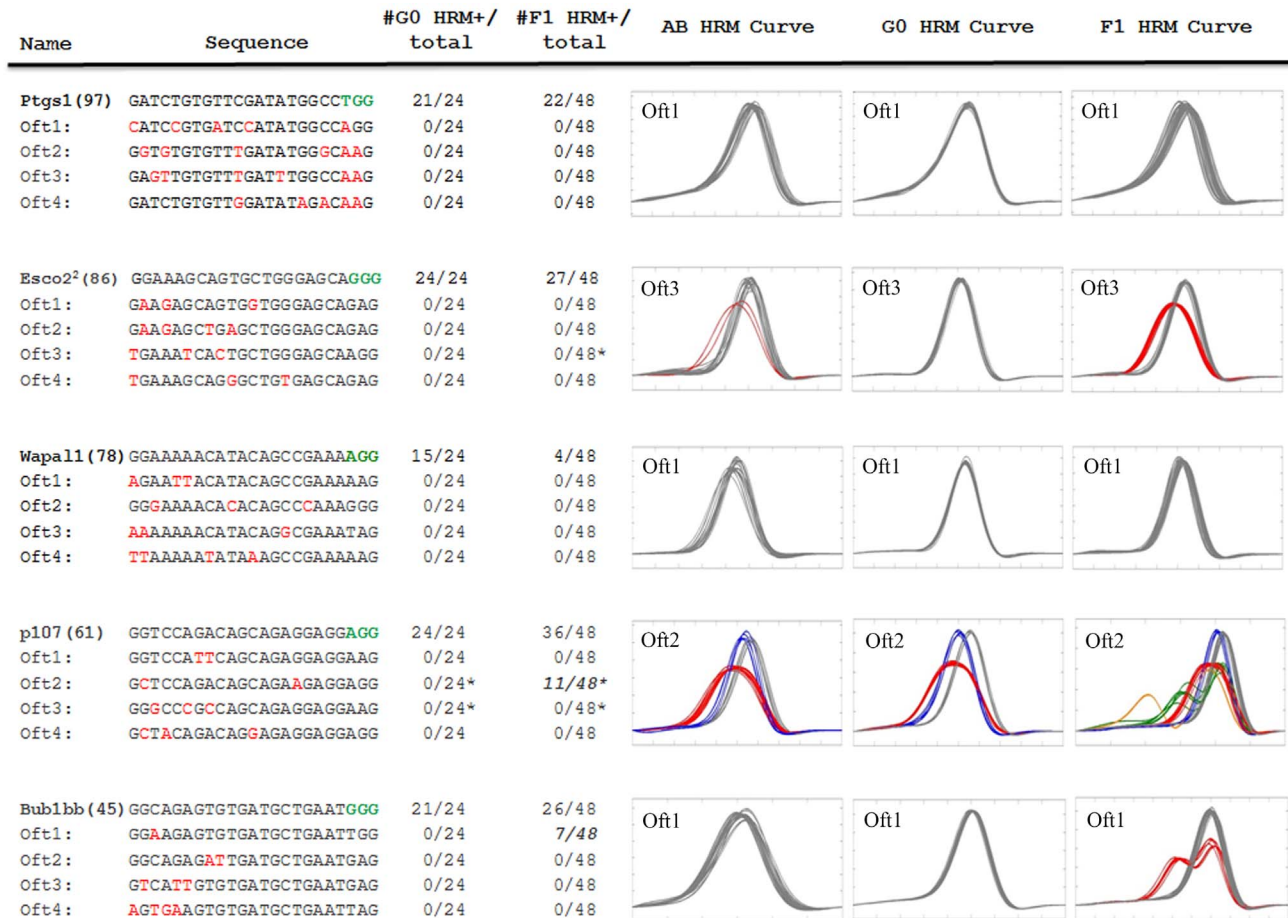 #G0 HRM+/ #F1 HRM+/ AB HRM Curve G0 HRM Curve F1 HRM Curve
Name Sequence total total
Ptgs1(97) GATCTGTGTTCGATATGGCCTGG 21/24 22/48 Oft1 Oft1 Oft1
Oft1: CATCCGTGATCCATATGGCCAGG 0/24 0/48
Oft2: GGTGTGTGTTTGATATGGGCAAG 0/24 0/48
Oft3: GAGTTGTGTTTGATTTGGCCAAG 0/24 0/48
Oft4: GATCTGTGTTGGATATAGACAAG 0/24 0/48
Esco2²(86) GGAAAGCAGTGCTGGGAGCAGGG 24/24 27/48 Oft3 Oft3 Oft3
Oft1: GAAGAGCAGTGGTGGGAGCAGAG 0/24 0/48
Oft2: GAAGAGCTGAGCTGGGAGCAGAG 0/24 0/48
Oft3: TGAAATCACTGCTGGGAGCAAGG 0/24 0/48*
Oft4: TGAAAGCAGGGCTGTGAGCAGAG 0/24 0/48
Wapal1(78) GGAAAAACATACAGCCGAAAAGG 15/24 4/48 Oft1 Oft1 Oft1
Oft1: AGAATTACATACAGCCGAAAAAG 0/24 0/48
Oft2: GGGAAAACACACAGCCCAAAGGG 0/24 0/48
Oft3: AAAAAAACATACAGGCGAAATAG 0/24 0/48
Oft4: TTAAAAATATAAAGCCGAAAAAG 0/24 0/48
p107(61) GGTCCAGACAGCAGAGGAGGAGG 24/24 36/48 Oft2 Oft2 Oft2
Oft1: GGTCCATTCAGCAGAGGAGGAAG 0/24 0/48
Oft2: GCTCCAGACAGCAGAAGAGGAGG 0/24* 11/48*
Oft3: GGGCCCGCCAGCAGAGGAGGAAG 0/24* 0/48*
Oft4: GCTACAGACAGGAGAGGAGGAGG 0/24 0/48
Bub1bb(45) GGCAGAGTGTGATGCTGAATGGG 21/24 26/48 Oft1 Oft1 Oft1
Oft1: GGAAGAGTGTGATGCTGAATTGG 0/24 7/48
Oft2: GGCAGAGATTGATGCTGAATGAG 0/24 0/48
Oft3: GTCATTGTGTGATGCTGAATGAG 0/24 0/48
Oft4: AGTGAAGTGTGATGCTGAATTAG 0/24 0/48